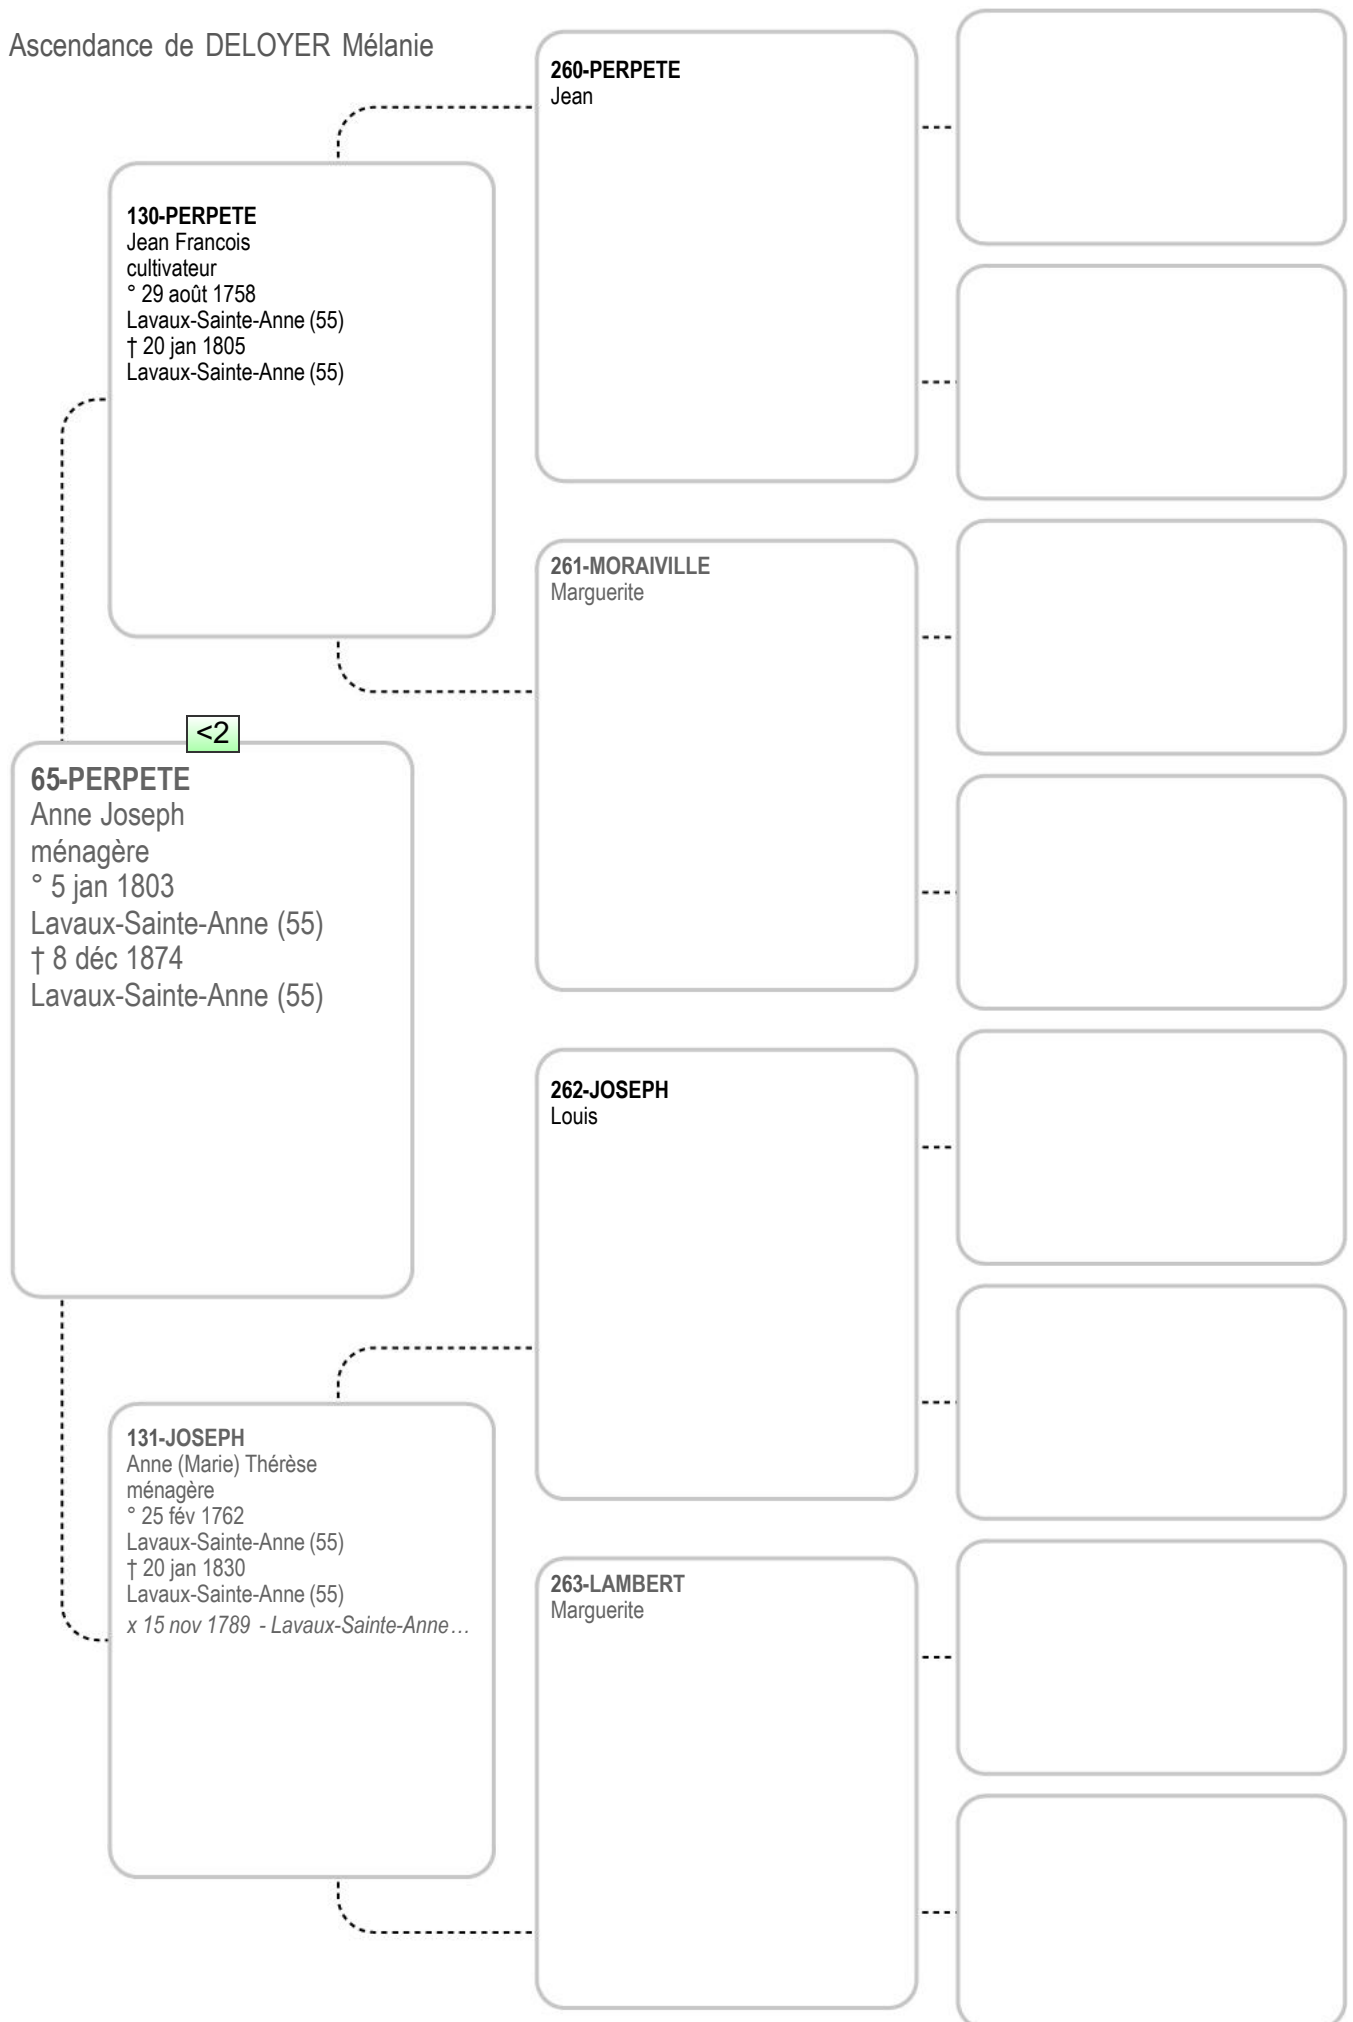 Ascendance de DELOYER Mélanie
260-PERPETE
Jean
130-PERPETE
Jean Francois
cultivateur
° 29 août 1758
Lavaux-Sainte-Anne (55)
† 20 jan 1805
Lavaux-Sainte-Anne (55)
261-MORAIVILLE
Marguerite
<2
65-PERPETE
Anne Joseph
ménagère
° 5 jan 1803
Lavaux-Sainte-Anne (55)
† 8 déc 1874
Lavaux-Sainte-Anne (55)
262-JOSEPH
Louis
131-JOSEPH
Anne (Marie) Thérèse
ménagère
° 25 fév 1762
Lavaux-Sainte-Anne (55)
† 20 jan 1830
Lavaux-Sainte-Anne (55)
x 15 nov 1789 - Lavaux-Sainte-Anne…
263-LAMBERT
Marguerite